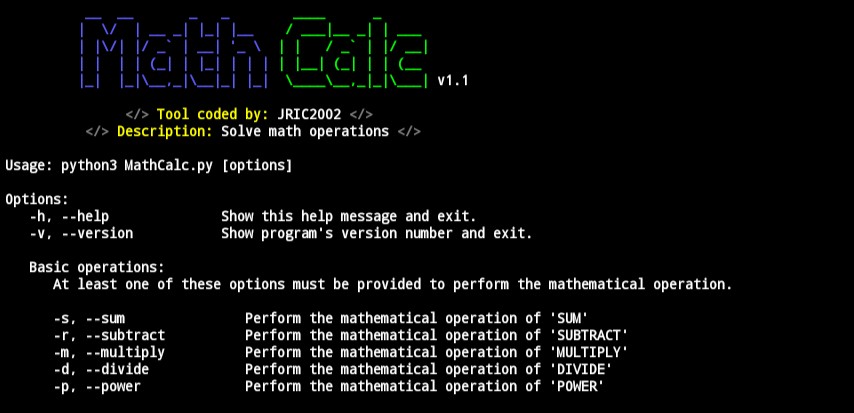 Math Calc v1.1
</> Tool coded by: JRIC2002 </>
</> Description: Solve math operations </>
Usage: python3 MathCalc.py [options]
Options:
-h, --help Show this help message and exit.
-v, --version Show program's version number and exit.
Basic operations:
At least one of these options must be provided to perform the mathematical operation.
-s, --sum Perform the mathematical operation of 'SUM'
-r, --subtract Perform the mathematical operation of 'SUBTRACT'
-m, --multiply Perform the mathematical operation of 'MULTIPLY'
-d, --divide Perform the mathematical operation of 'DIVIDE'
-p, --power Perform the mathematical operation of 'POWER'